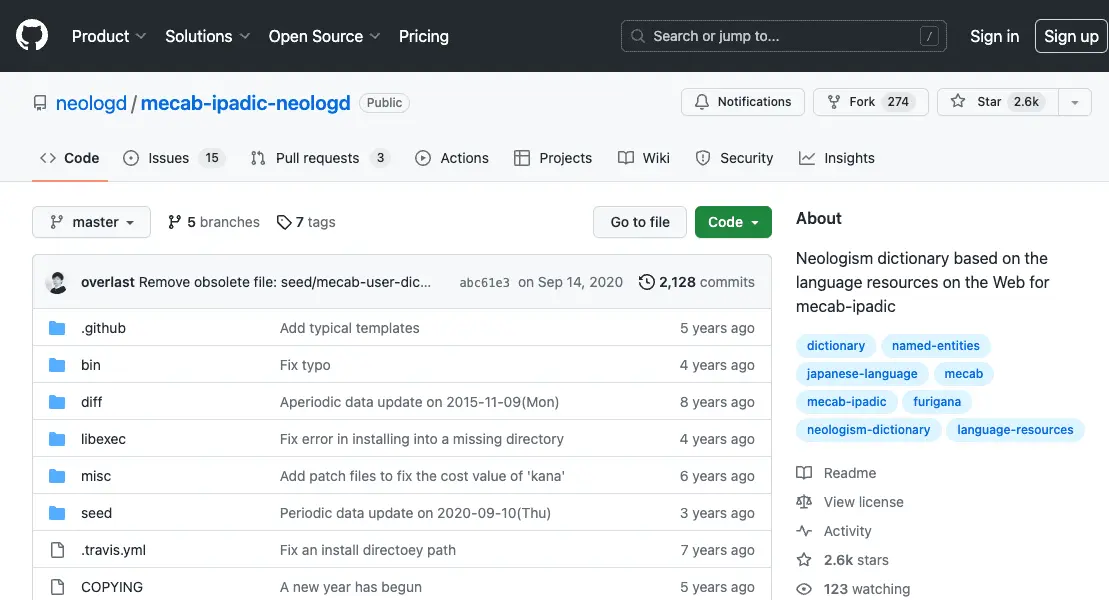 Product Solutions Open Source Pricing Search or jump to... / Sign in Sign up
neologd / mecab-ipadic-neologd Public Notifications Fork 274 Star 2.6k
Code Issues 15 Pull requests 3 Actions Projects Wiki Security Insights
master 5 branches 7 tags Go to file Code
overlast Remove obsolete file: seed/mecab-user-dic... abc61e3 on Sep 14, 2020 2,128 commits
.github Add typical templates 5 years ago
bin Fix typo 4 years ago
diff Aperiodic data update on 2015-11-09(Mon) 8 years ago
libexec Fix error in installing into a missing directory 4 years ago
misc Add patch files to fix the cost value of 'kana' 6 years ago
seed Periodic data update on 2020-09-10(Thu) 3 years ago
.travis.yml Fix an install directoey path 7 years ago
COPYING A new year has begun 5 years ago
About
Neologism dictionary based on the
language resources on the Web for
mecab-ipadic
dictionary named-entities
japanese-language mecab
mecab-ipadic furigana
neologism-dictionary language-resources
Readme
View license
Activity
2.6k stars
123 watching